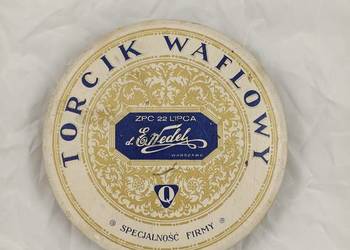 TORCIK WAFLOWY
ZPC 22 LIPCA
d. E. Wedel
WARSZAWA
Q
SPECJALNOŚĆ FIRMY